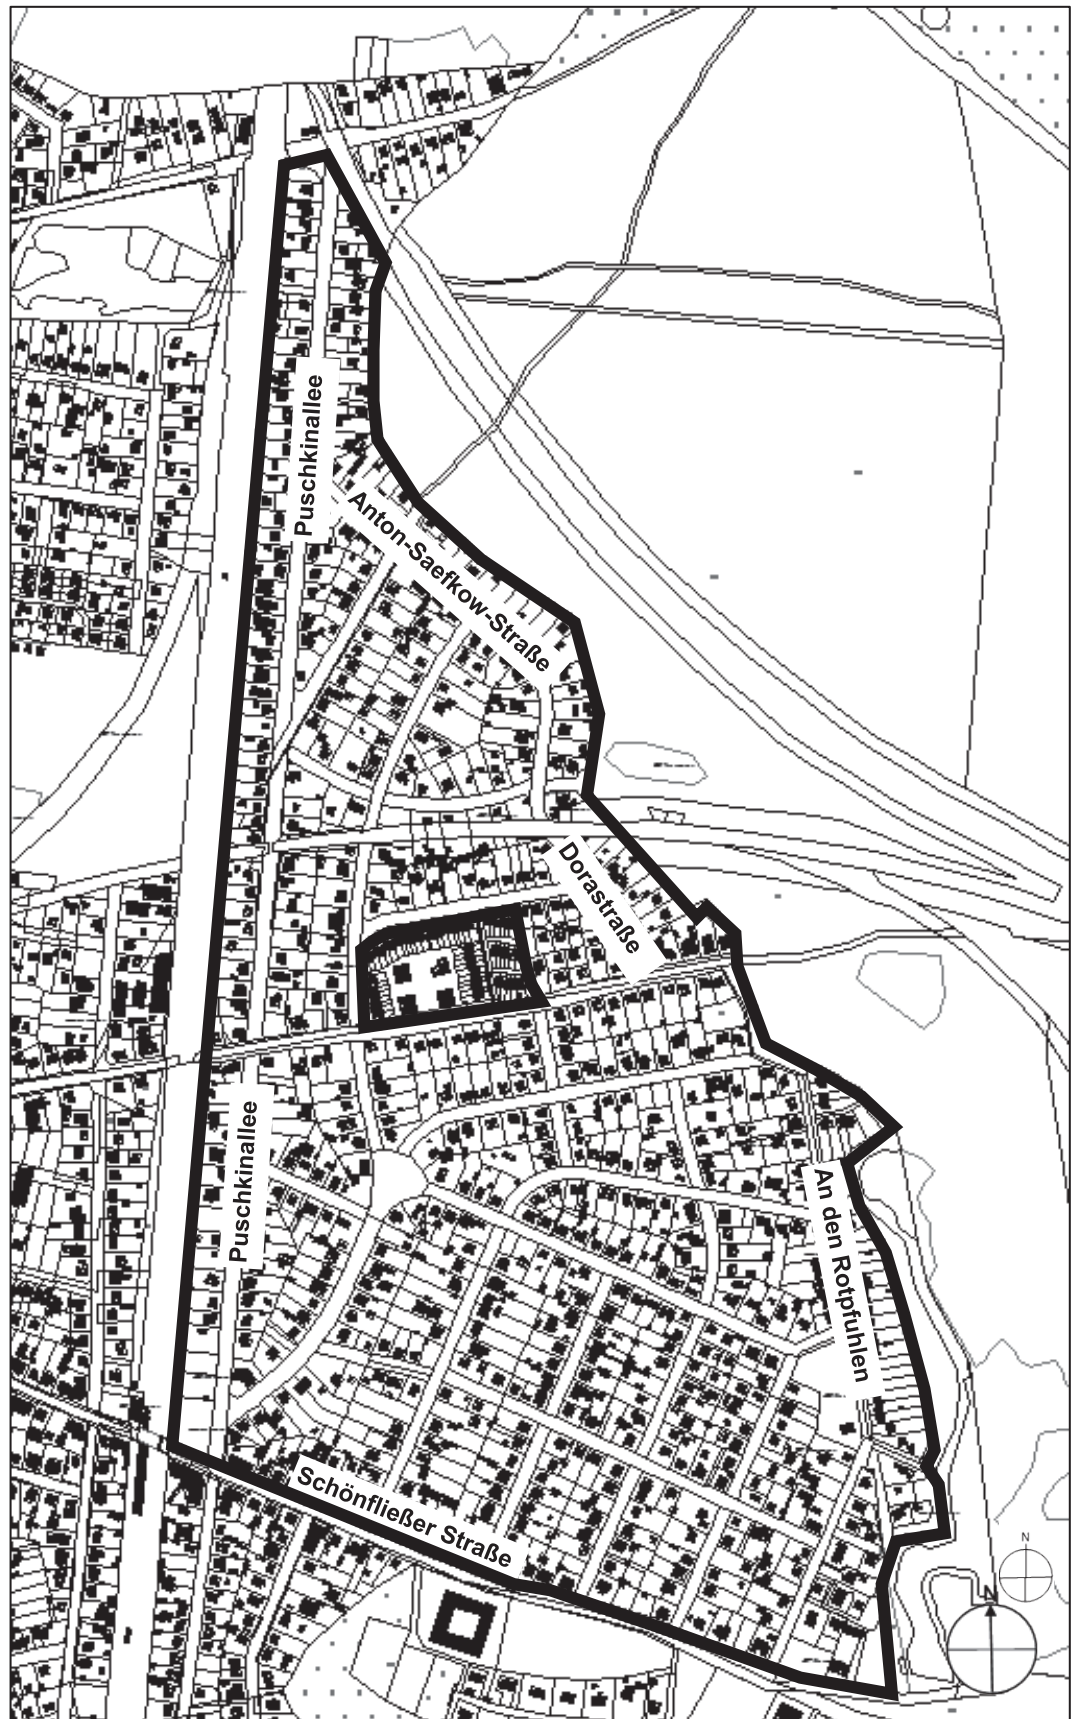 Puschkinallee
Anton-Saefkow-Straße
Dorastraße
Puschkinallee
An den Rotpfuhlen
Schönfließer Straße
N
N